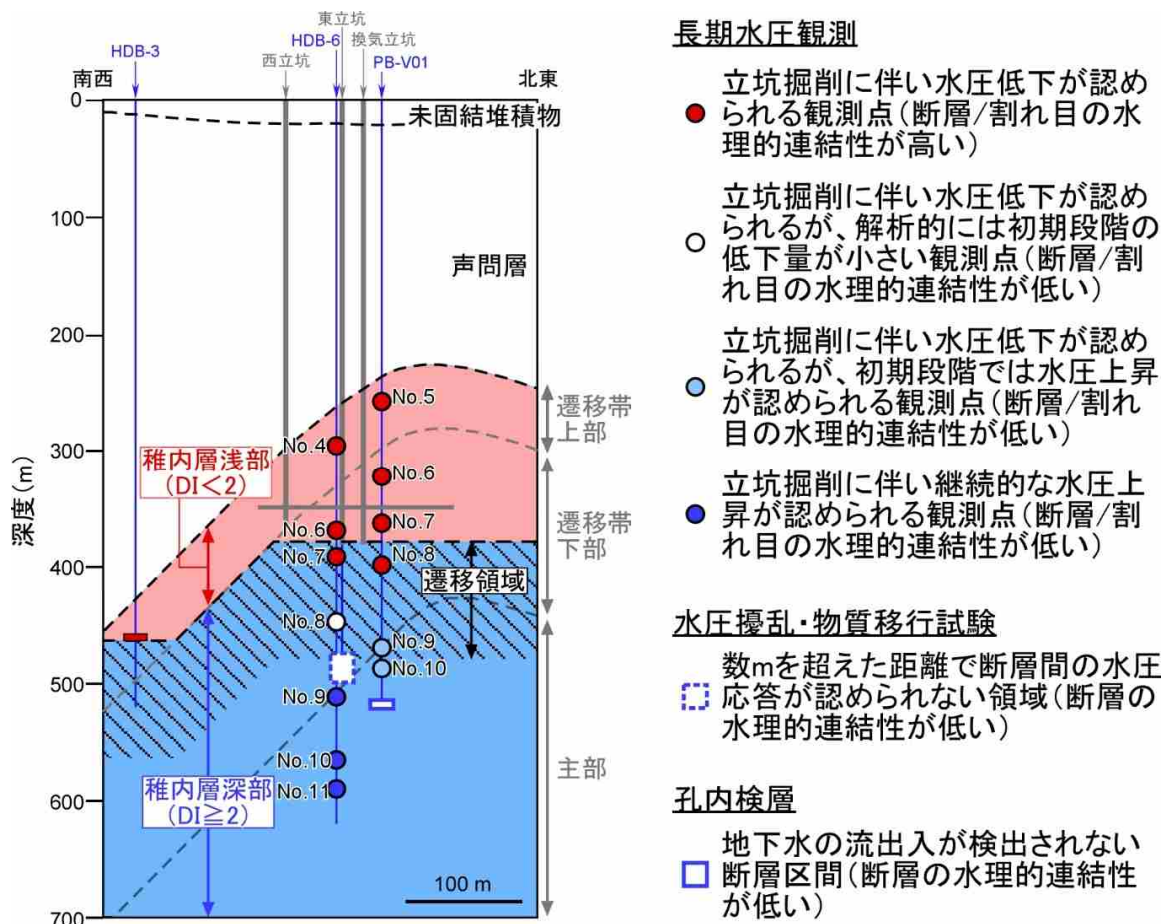 東立坑
HDB-3
HDB-6
換気立坑
西立坑
PB-V01
南西
北東
0
未固結堆積物
100
声問層
200
No.5
遷移帯
上部
300
No.4
稚内層浅部
(DI<2)
No.6
深度(m)
No.6
No.7
遷移帯
下部
No.7
No.8
400
遷移領域
No.8
No.9
No.10
500
No.9
No.10
主部
稚内層深部
(DI≧2)
No.11
600
100 m
700
長期水圧観測
立坑掘削に伴い水圧低下が認め
られる観測点(断層/割れ目の水
理的連結性が高い)
立坑掘削に伴い水圧低下が認め
られるが、解析的には初期段階の
低下量が小さい観測点(断層/割
れ目の水理的連結性が低い)
立坑掘削に伴い水圧低下が認め
られるが、初期段階では水圧上昇
が認められる観測点(断層/割れ
目の水理的連結性が低い)
立坑掘削に伴い継続的な水圧上
昇が認められる観測点(断層/割
れ目の水理的連結性が低い)
水圧擾乱・物質移行試験
数mを超えた距離で断層間の水圧
応答が認められない領域(断層の
水理的連結性が低い)
孔内検層
地下水の流出入が検出されない
断層区間(断層の水理的連結性
が低い)